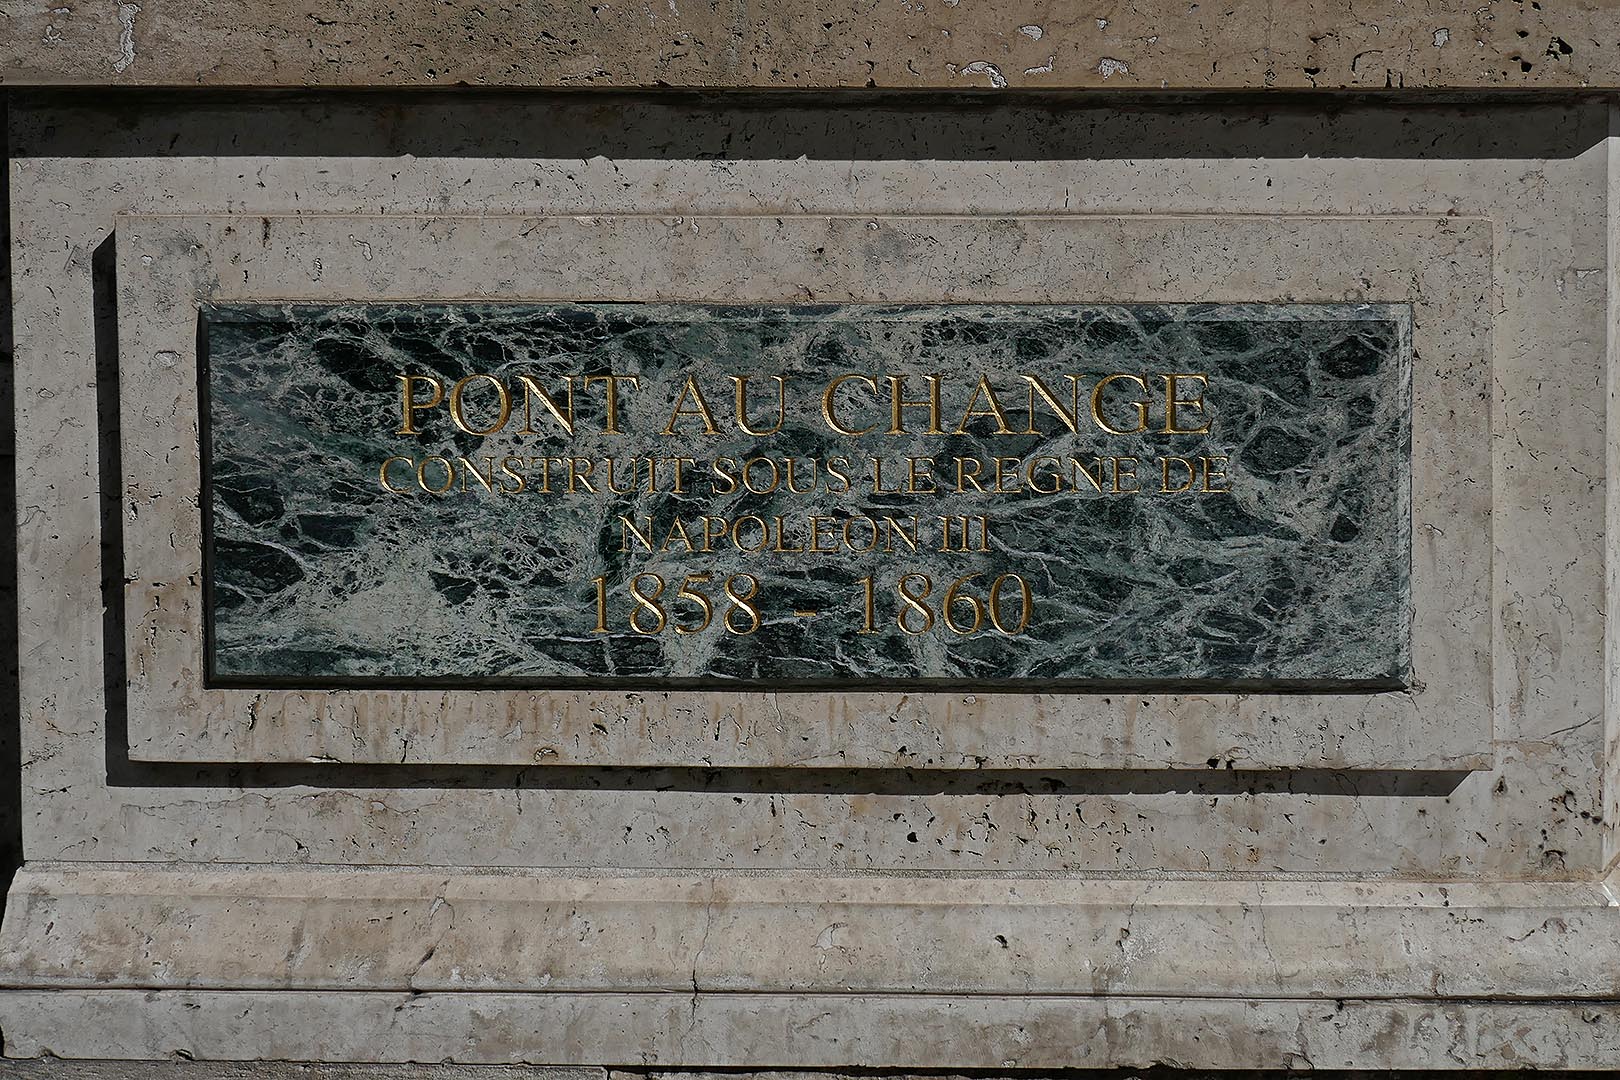 PONT AU CHANGE
CONSTRUIT SOUS LE REGNE DE
NAPOLEON III
1858 - 1860